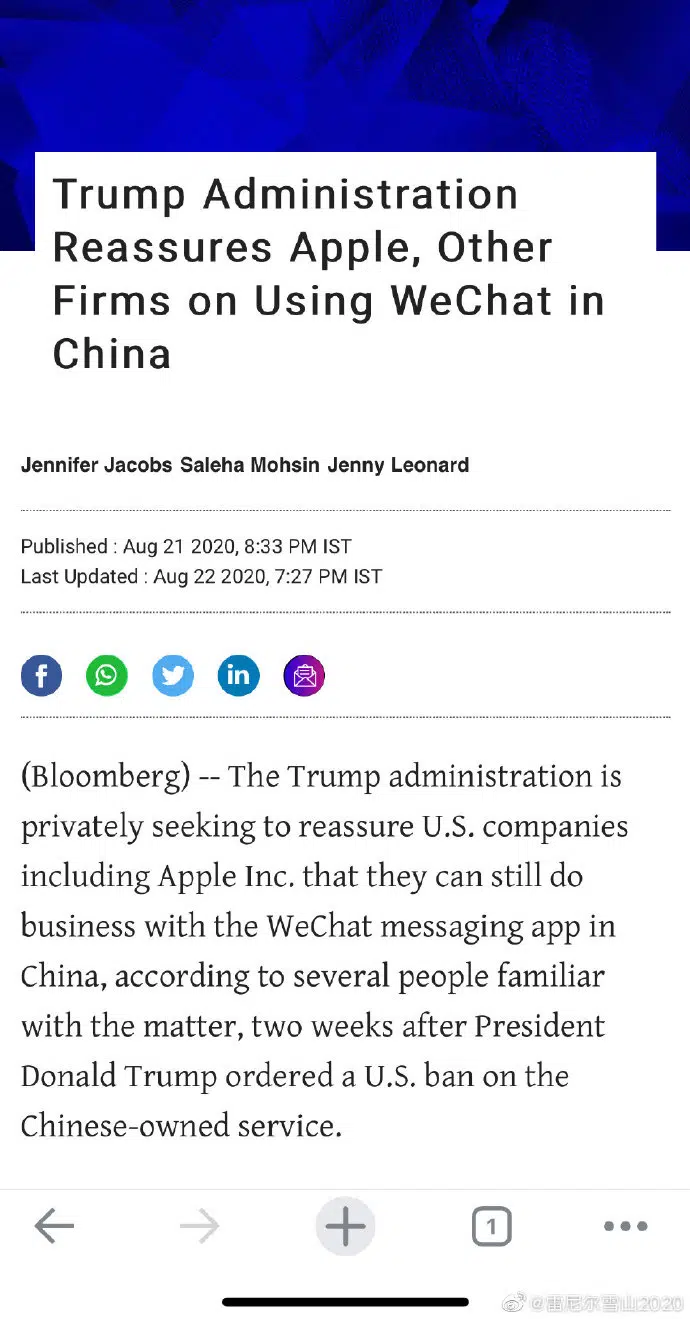 Trump Administration
Reassures Apple, Other
Firms on Using WeChat in
China
Jennifer Jacobs Saleha Mohsin Jenny Leonard
Published : Aug 21 2020, 8:33 PM IST
Last Updated : Aug 22 2020, 7:27 PM IST
(Bloomberg) -- The Trump administration is
privately seeking to reassure U.S. companies
including Apple Inc. that they can still do
business with the WeChat messaging app in
China, according to several people familiar
with the matter, two weeks after President
Donald Trump ordered a U.S. ban on the
Chinese-owned service.
1
@雷尼尔雪山2020